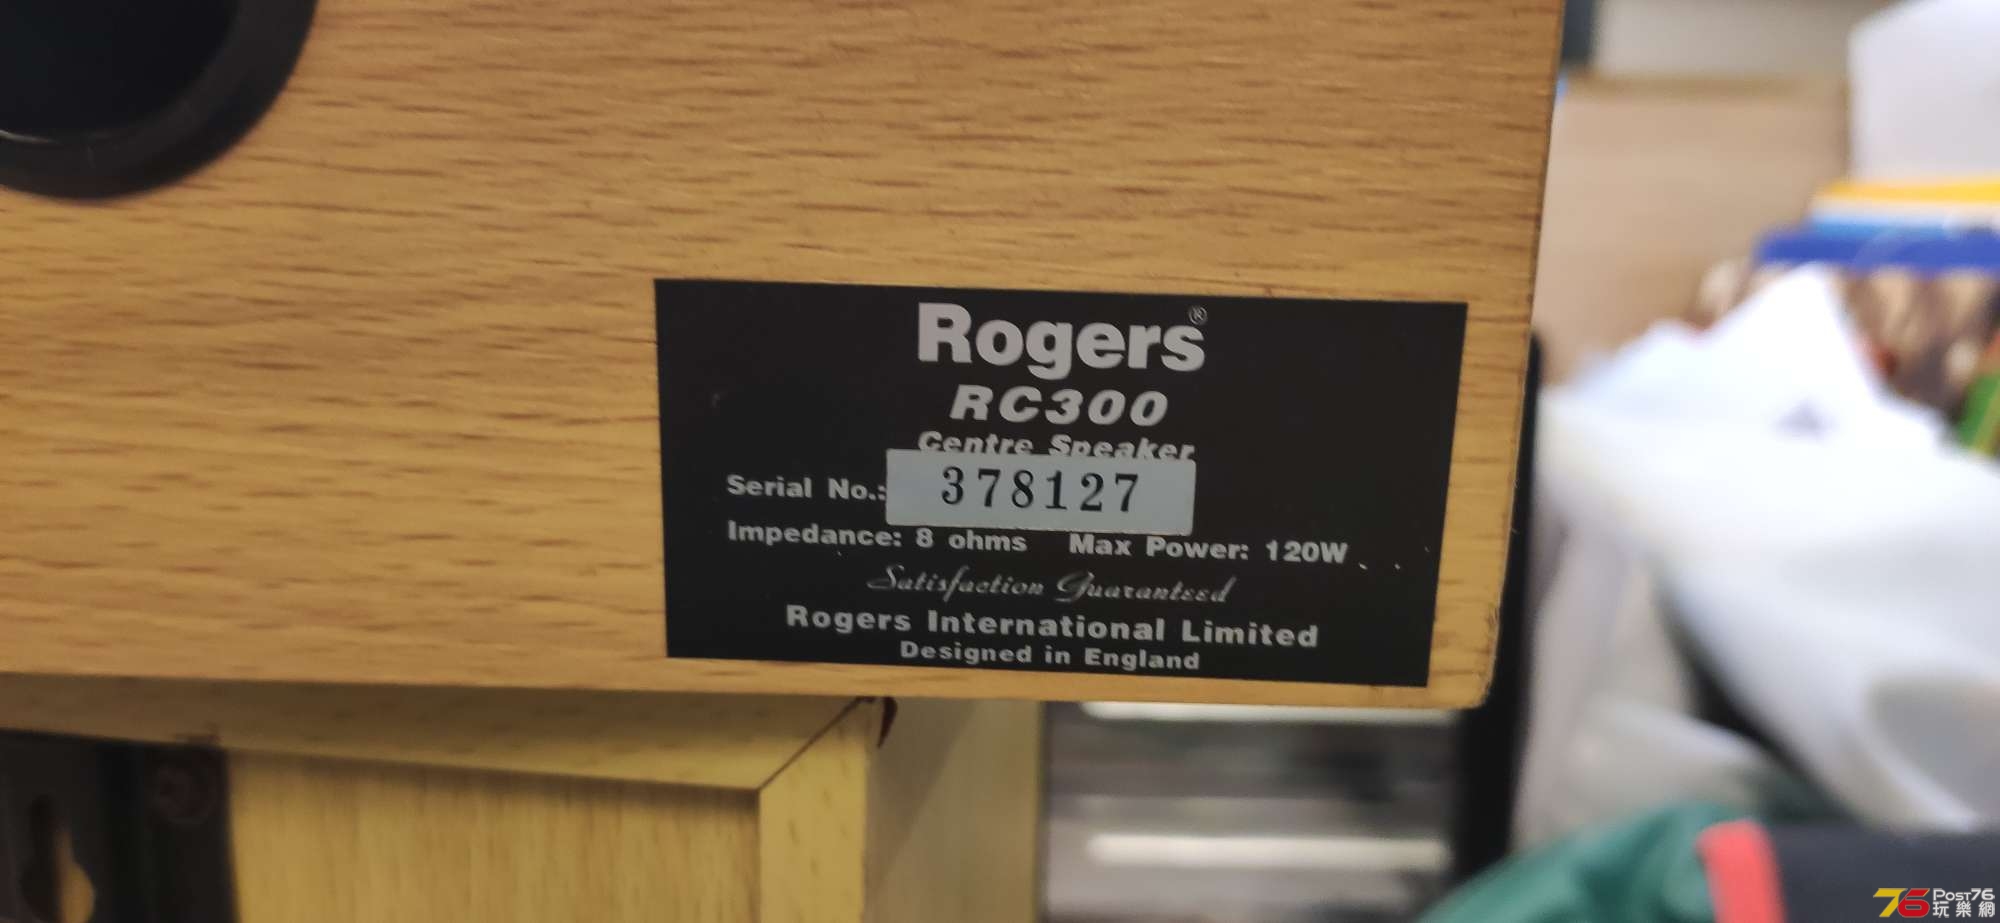 Rogers®
RC300
Centre Speaker
Serial No.: 378127
Impedance: 8 ohms Max Power: 120W
Satisfaction Guaranteed
Rogers International Limited
Designed in England
76 Post76
玩樂網